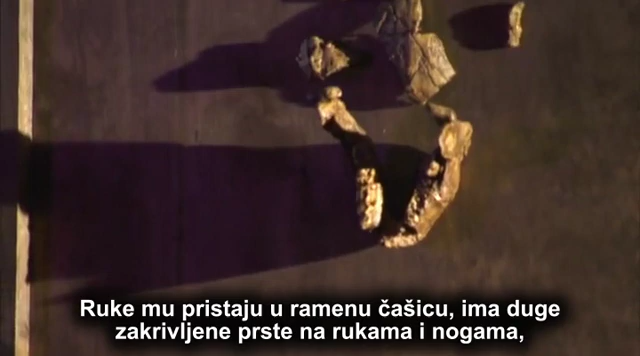 Ruke mu pristaju u ramenu čašicu, ima duge
zakrivljene prste na rukama i nogama,